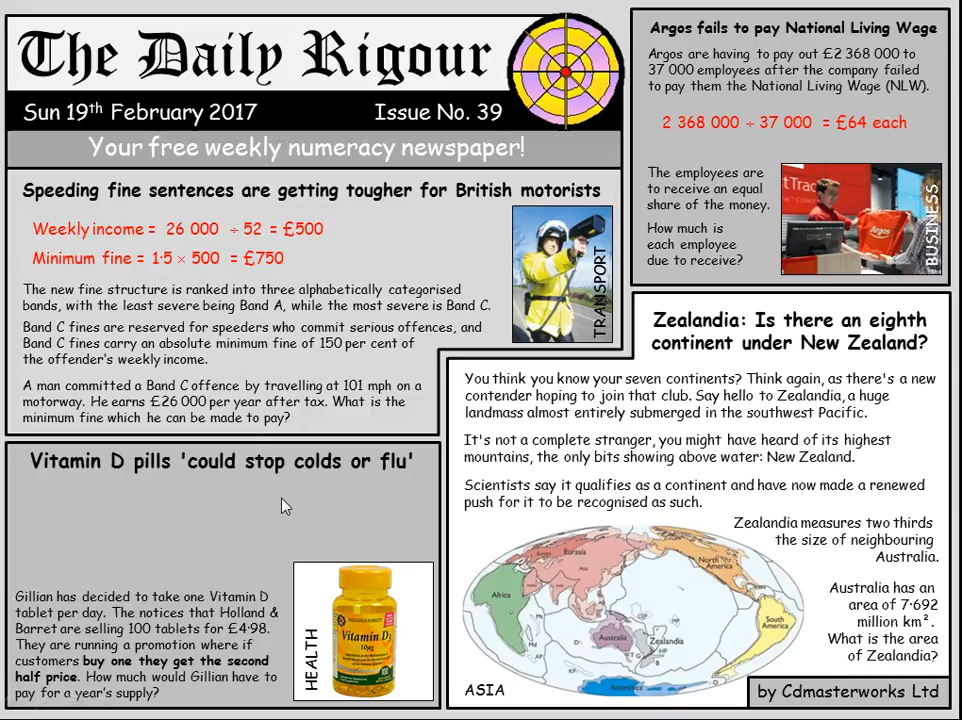 The Daily Rigour
Sun 19th February 2017 Issue No. 39
Your free weekly numeracy newspaper!
Speeding fine sentences are getting tougher for British motorists
Weekly income = 26 000 ÷ 52 = £500
Minimum fine = 1·5 × 500 = £750
The new fine structure is ranked into three alphabetically categorised
bands, with the least severe being Band A, while the most severe is Band C.
Band C fines are reserved for speeders who commit serious offences, and
Band C fines carry an absolute minimum fine of 150 per cent of
the offender's weekly income.
A man committed a Band C offence by travelling at 101 mph on a
motorway. He earns £26 000 per year after tax. What is the
minimum fine which he can be made to pay?
TRANSPORT
Argos fails to pay National Living Wage
Argos are having to pay out £2 368 000 to
37 000 employees after the company failed
to pay them the National Living Wage (NLW).
2 368 000 ÷ 37 000 = £64 each
The employees are
to receive an equal
share of the money.
How much is
each employee
due to receive?
Argos
BUSINESS
Vitamin D pills 'could stop colds or flu'
Gillian has decided to take one Vitamin D
tablet per day. The notices that Holland &
Barret are selling 100 tablets for £4·98.
They are running a promotion where if
customers buy one they get the second
half price. How much would Gillian have to
pay for a year's supply?
HEALTH
Vitamin D3
10µg
Zealandia: Is there an eighth
continent under New Zealand?
You think you know your seven continents? Think again, as there's a new
contender hoping to join that club. Say hello to Zealandia, a huge
landmass almost entirely submerged in the southwest Pacific.
It's not a complete stranger, you might have heard of its highest
mountains, the only bits showing above water: New Zealand.
Scientists say it qualifies as a continent and have now made a renewed
push for it to be recognised as such.
Zealandia measures two thirds
the size of neighbouring
Australia.
Australia has an
area of 7·692
million km².
What is the area
of Zealandia?
Eurasia
North
America
Africa
South
America
Australia
Zealandia
Antarctica
ASIA
by Cdmasterworks Ltd